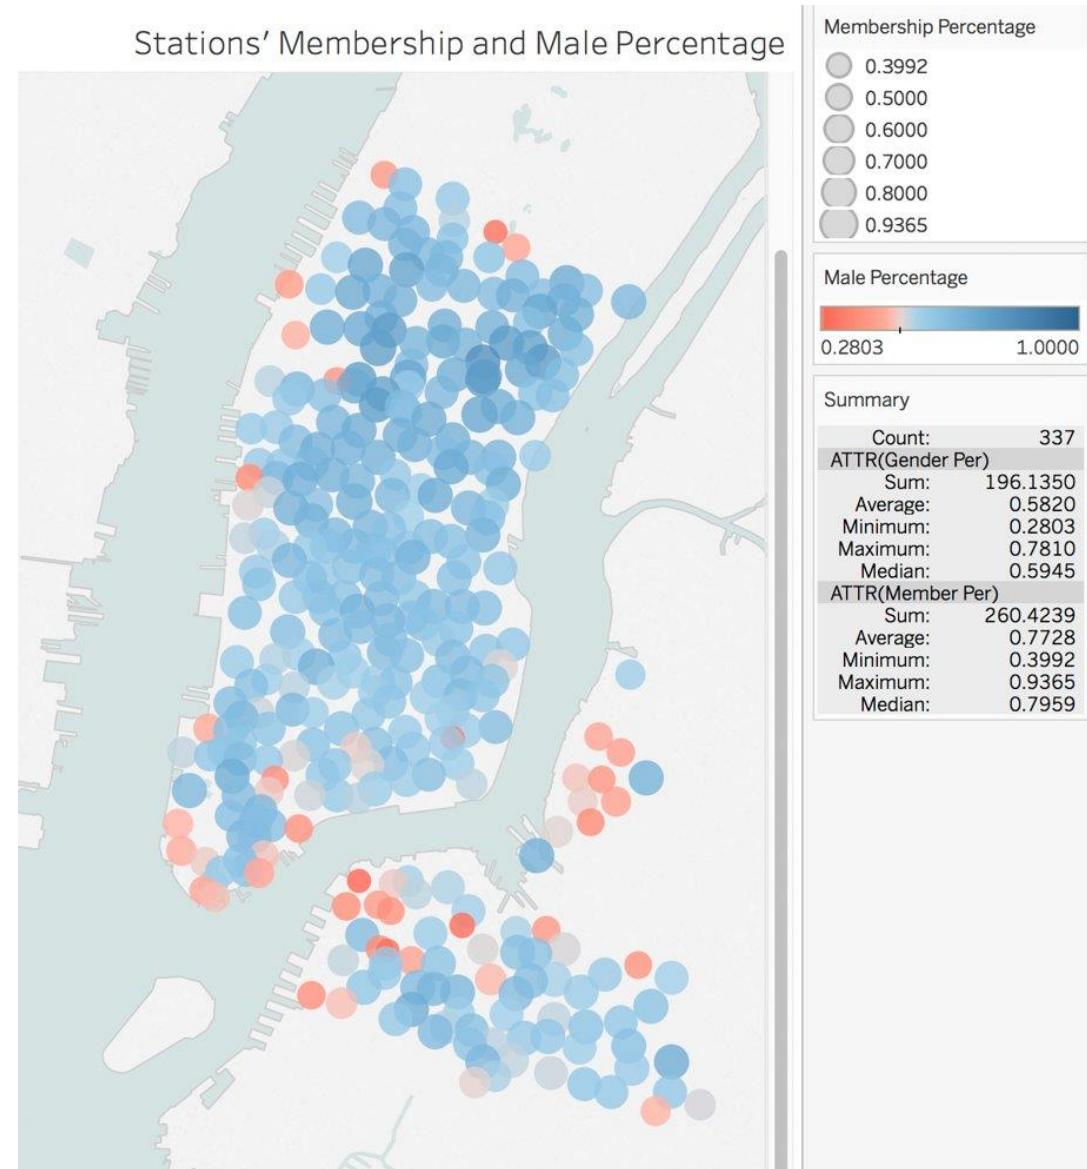 Stations' Membership and Male Percentage
Membership Percentage
0.3992
0.5000
0.6000
0.7000
0.8000
0.9365
Male Percentage
0.2803 1.0000
Summary
Count: 337
ATTR(Gender Per)
Sum: 196.1350
Average: 0.5820
Minimum: 0.2803
Maximum: 0.7810
Median: 0.5945
ATTR(Member Per)
Sum: 260.4239
Average: 0.7728
Minimum: 0.3992
Maximum: 0.9365
Median: 0.7959